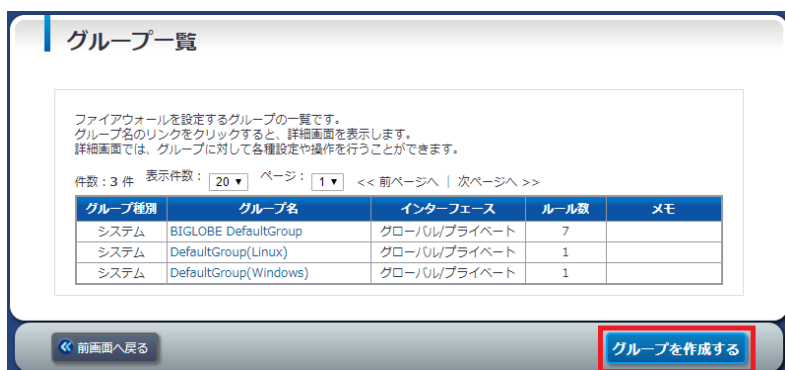 グループ一覧
ファイアウォールを設定するグループの一覧です。
グループ名のリンクをクリックすると、詳細画面を表示します。
詳細画面では、グループに対して各種設定や操作を行うことができます。
件数：3 件 表示件数： 20 ▼ ページ： 1 ▼ << 前ページへ | 次ページへ >>
グループ種別 グループ名 インターフェース ルール数 メモ
システム BIGLOBE DefaultGroup グローバル/プライベート 7
システム DefaultGroup(Linux) グローバル/プライベート 1
システム DefaultGroup(Windows) グローバル/プライベート 1
前画面へ戻る グループを作成する